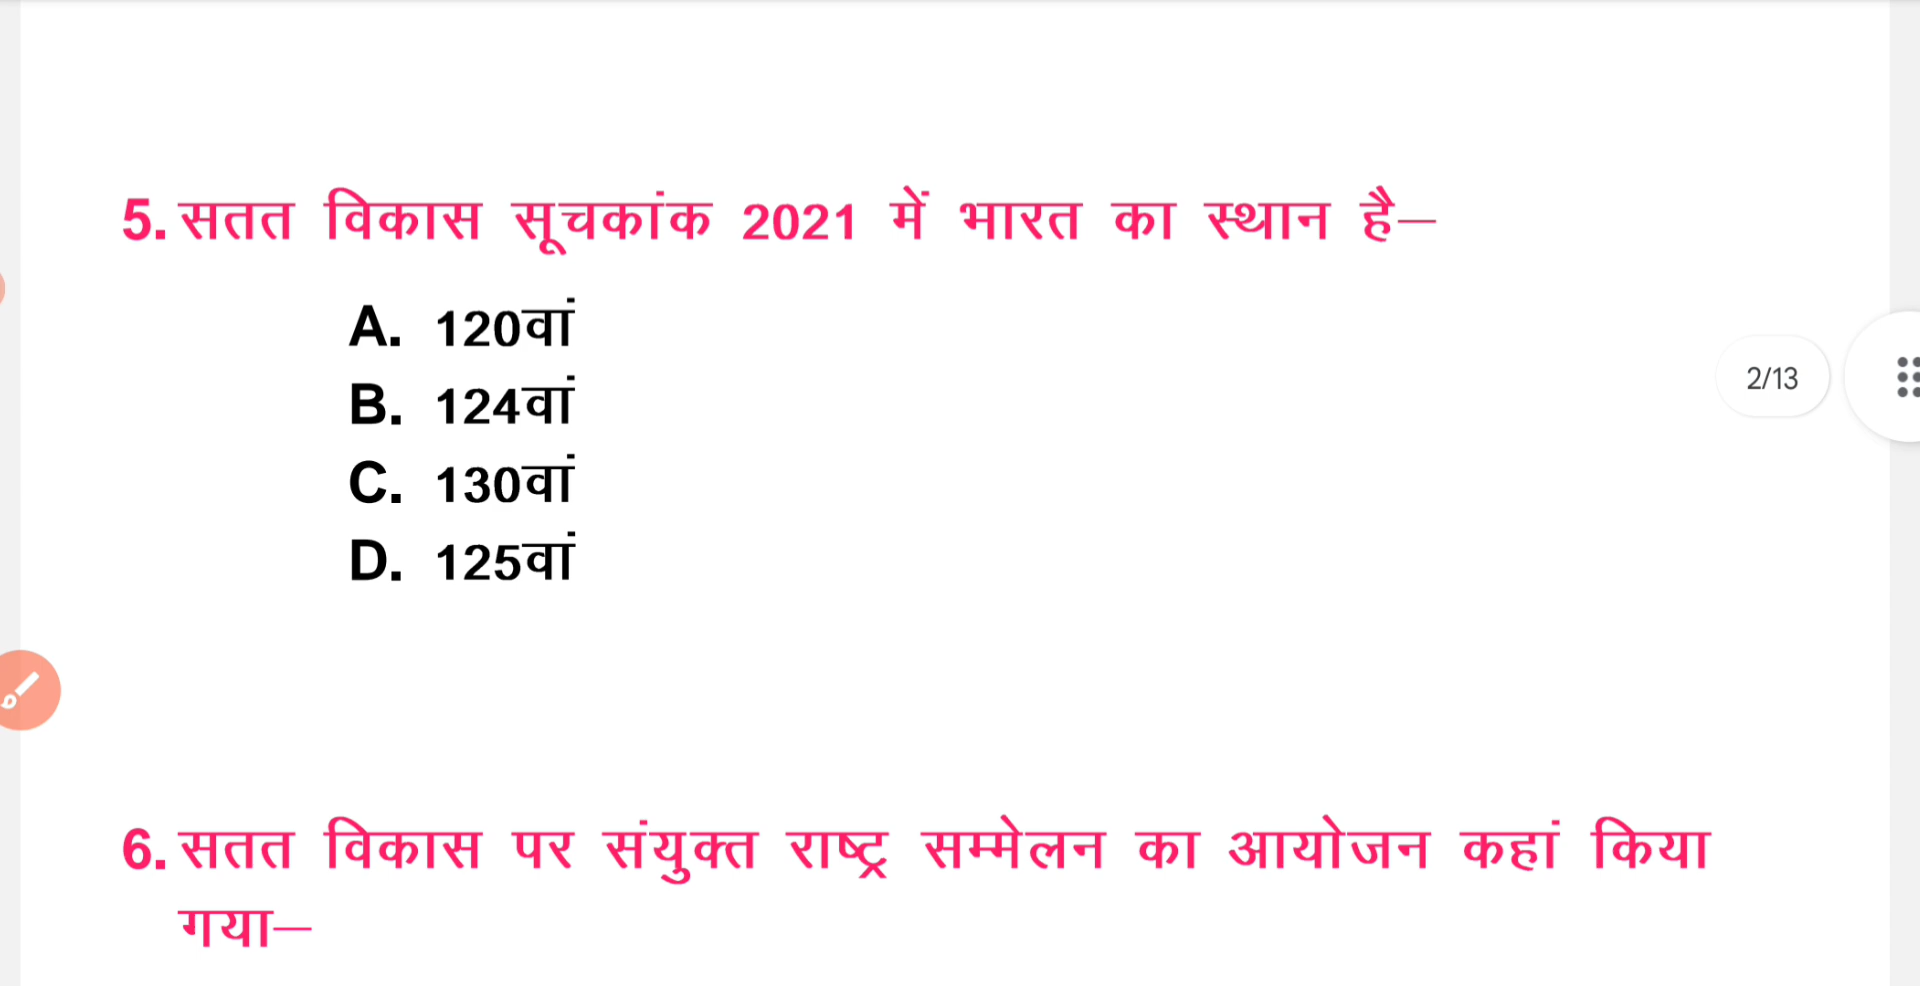 5. सतत विकास सूचकांक 2021 में भारत का स्थान है–
A. 120वां
B. 124वां
C. 130वां
D. 125वां
2/13
6. सतत विकास पर संयुक्त राष्ट्र सम्मेलन का आयोजन कहां किया
गया–